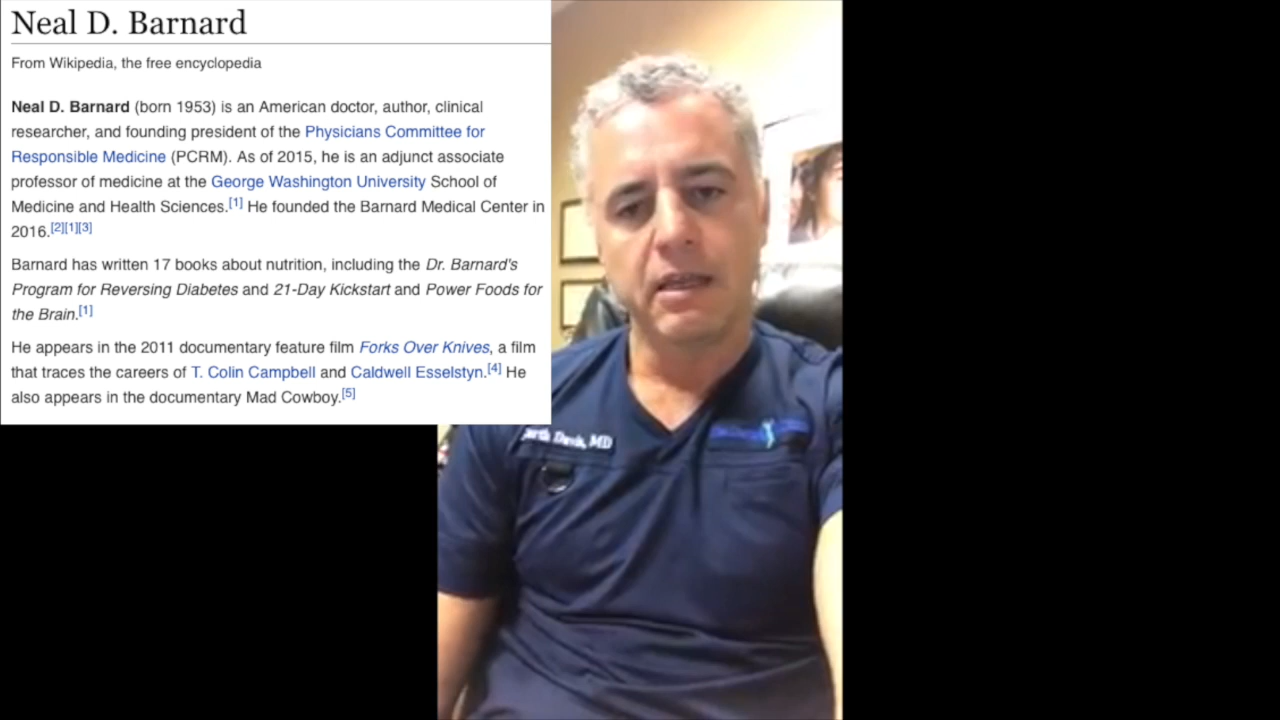 Neal D. Barnard
From Wikipedia, the free encyclopedia
Neal D. Barnard (born 1953) is an American doctor, author, clinical
researcher, and founding president of the Physicians Committee for
Responsible Medicine (PCRM). As of 2015, he is an adjunct associate
professor of medicine at the George Washington University School of
Medicine and Health Sciences.[1] He founded the Barnard Medical Center in
2016.[2][1][3]
Barnard has written 17 books about nutrition, including the Dr. Barnard's
Program for Reversing Diabetes and 21-Day Kickstart and Power Foods for
the Brain.[1]
He appears in the 2011 documentary feature film Forks Over Knives, a film
that traces the careers of T. Colin Campbell and Caldwell Esselstyn.[4] He
also appears in the documentary Mad Cowboy.[5]
Davis, MD